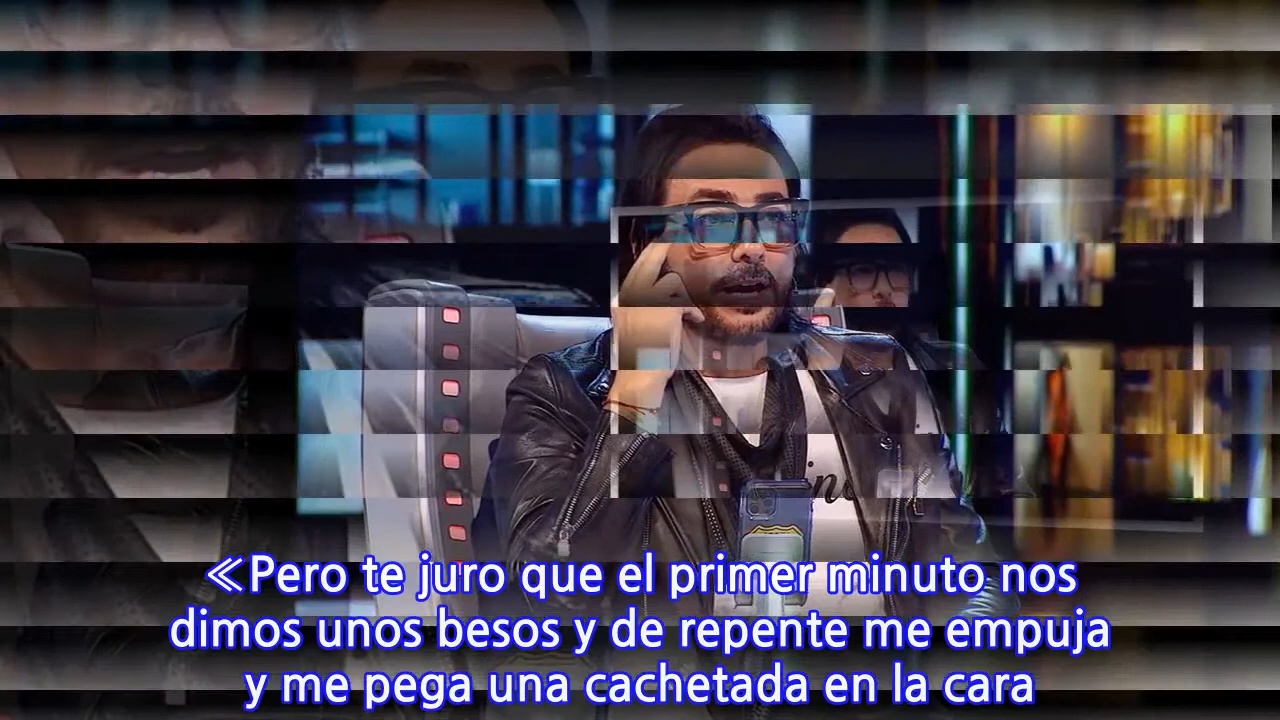 ≪Pero te juro que el primer minuto nos
dimos unos besos y de repente me empuja
y me pega una cachetada en la cara